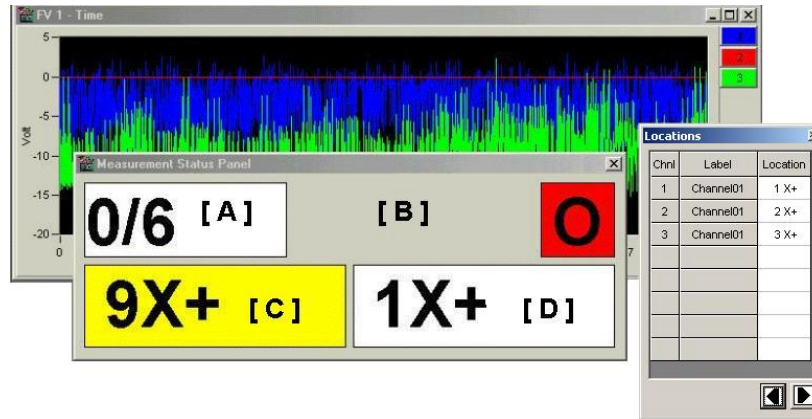 FV 1 - Time
5
0
-5
-10
-15
-20
Volt
0
7
1
2
3
Measurement Status Panel
0/6 [A]
[B]
O
9X+ [C]
1X+ [D]
Locations
Chnl Label Location
1 Channel01 1 X+
2 Channel01 2 X+
3 Channel01 3 X+